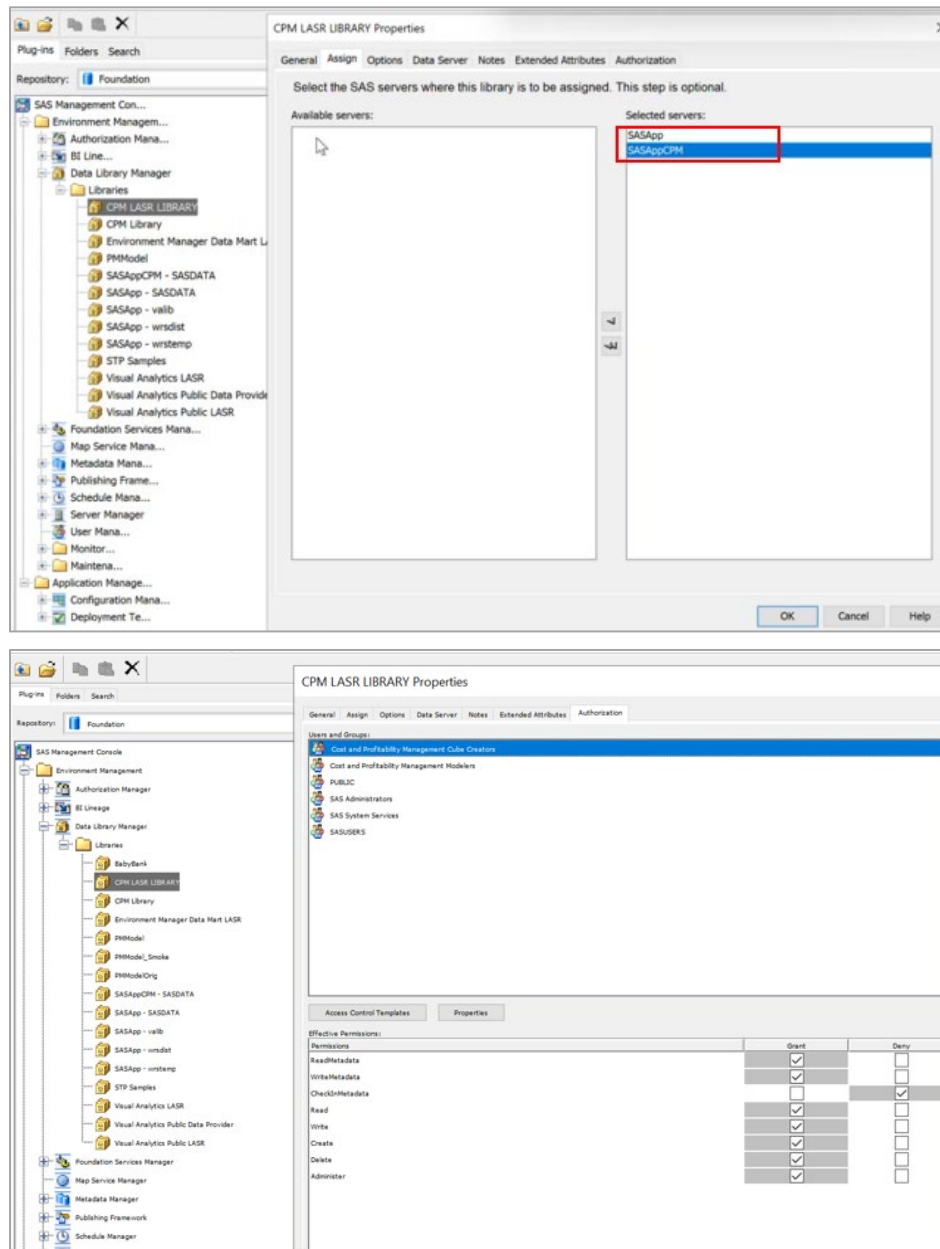 CPM LASR LIBRARY Properties
Plug-ins Folders Search
General Assign Options Data Server Notes Extended Attributes Authorization
Repository: Foundation
Select the SAS servers where this library is to be assigned. This step is optional.
SAS Management Con...
Available servers: Selected servers:
Environment Managem...
SASApp
Authorization Mana...
SASAppCPM
BI Line...
Data Library Manager
Libraries
CPM LASR LIBRARY
CPM Library
Environment Manager Data Mart
PMModel
SASAppCPM - SASDATA
SASApp - SASDATA
SASApp - valib
SASApp - wrsdist
SASApp - wrstemp
STP Samples
Visual Analytics LASR
Visual Analytics Public Data Provide
Visual Analytics Public LASR
Foundation Services Mana...
Map Service Mana...
Metadata Mana...
Publishing Frame...
Schedule Mana...
Server Manager
User Mana...
Monitor...
Maintena...
Application Manage...
Configuration Mana...
Deployment Te...
OK Cancel Help
CPM LASR LIBRARY Properties
Plug-ins Folders Search
General Assign Options Data Server Notes Extended Attributes Authorization
Repository: Foundation
Users and Groups:
Cost and Profitability Management Cube Creators
Cost and Profitability Management Modelers
PUBLIC
SAS Administrators
SAS System Services
SASUSERS
SAS Management Console
Environment Management
Authorization Manager
BI Lineage
Data Library Manager
Libraries
BabyBank
CPM LASR LIBRARY
CPM Library
Environment Manager Data Mart LASR
PMModel
PMModel_Smoke
PMModelOrig
SASAppCPM - SASDATA
SASApp - SASDATA
SASApp - valib
SASApp - wrsdist
SASApp - wrstemp
STP Samples
Visual Analytics LASR
Visual Analytics Public Data Provider
Visual Analytics Public LASR
Foundation Services Manager
Map Service Manager
Metadata Manager
Publishing Framework
Schedule Manager
Access Control Templates Properties
Effective Permissions:
Permissions Grant Deny
ReadMetadata
WriteMetadata
CheckInMetadata
Read
Write
Create
Delete
Administer